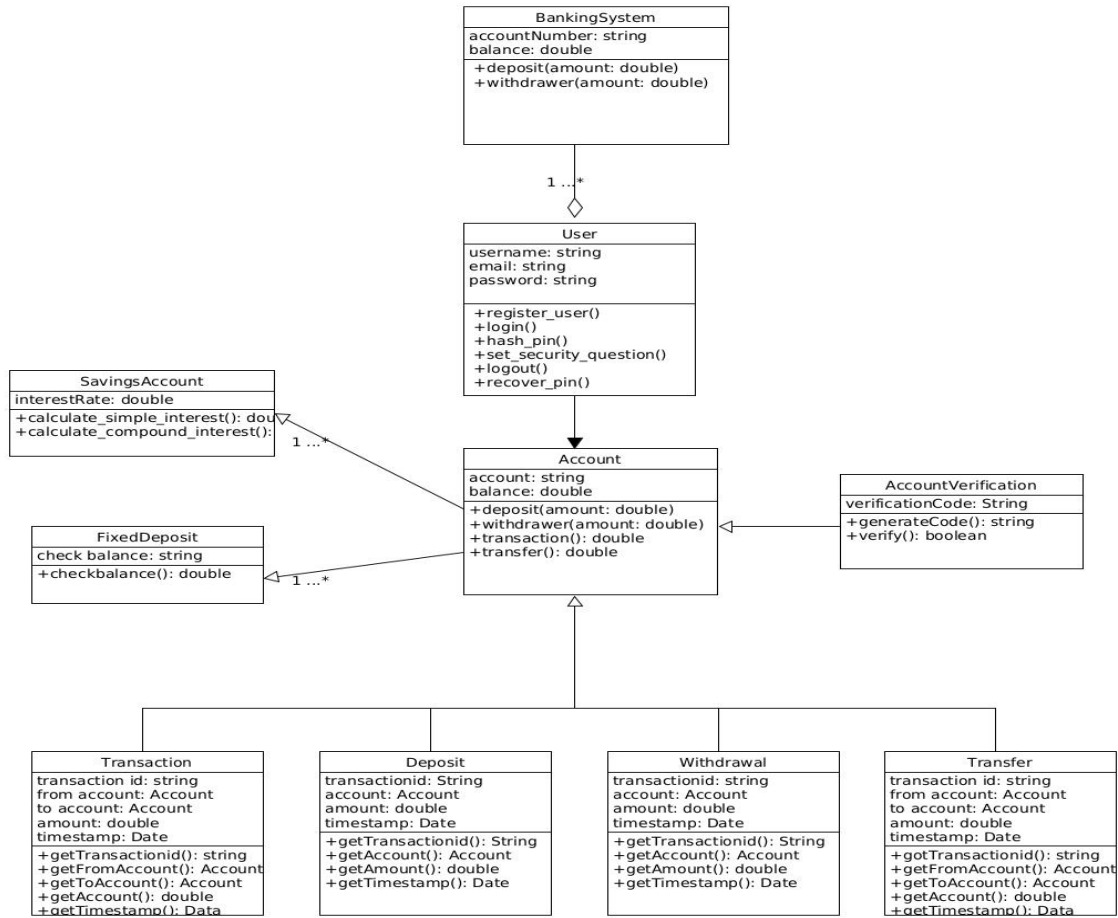 BankingSystem
accountNumber: string
balance: double
+deposit(amount: double)
+withdrawer(amount: double)
1 ...*
User
username: string
email: string
password: string
+register_user()
+login()
+hash_pin()
+set_security_question()
+logout()
+recover_pin()
SavingsAccount
interestRate: double
+calculate_simple_interest(): dou
+calculate_compound_interest():
1 ...*
Account
account: string
balance: double
+deposit(amount: double)
+withdrawer(amount: double)
+transaction(): double
+transfer(): double
AccountVerification
verificationCode: String
+generateCode(): string
+verify(): boolean
FixedDeposit
check balance: string
+checkbalance(): double
1 ...*
Transaction
transaction id: string
from account: Account
to account: Account
amount: double
timestamp: Date
+getTransactionid(): string
+getFromAccount(): Account
+getToAccount(): Account
+getAccount(): double
+getTimestamp(): Data
Deposit
transactionid: String
account: Account
amount: double
timestamp: Date
+getTransactionid(): String
+getAccount(): Account
+getAmount(): double
+getTimestamp(): Date
Withdrawal
transactionid: string
account: Account
amount: double
timestamp: Date
+getTransactionid(): String
+getAccount(): Account
+getAmount(): double
+getTimestamp(): Date
Transfer
transaction id: string
from account: Account
to account: Account
amount: double
timestamp: Date
+gotTransactionid(): string
+getFromAccount(): Account
+getToAccount(): Account
+getAccount(): double
+getTimestamp(): Data